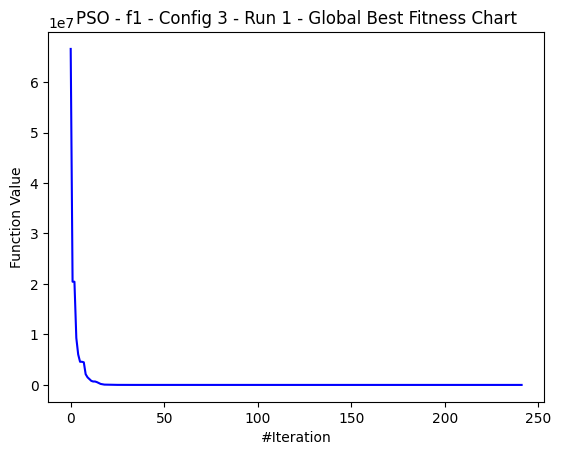 PSO - f1 - Config 3 - Run 1 - Global Best Fitness Chart
1e7
6
5
4
3
2
1
0
Function Value
0 50 100 150 200 250
#Iteration